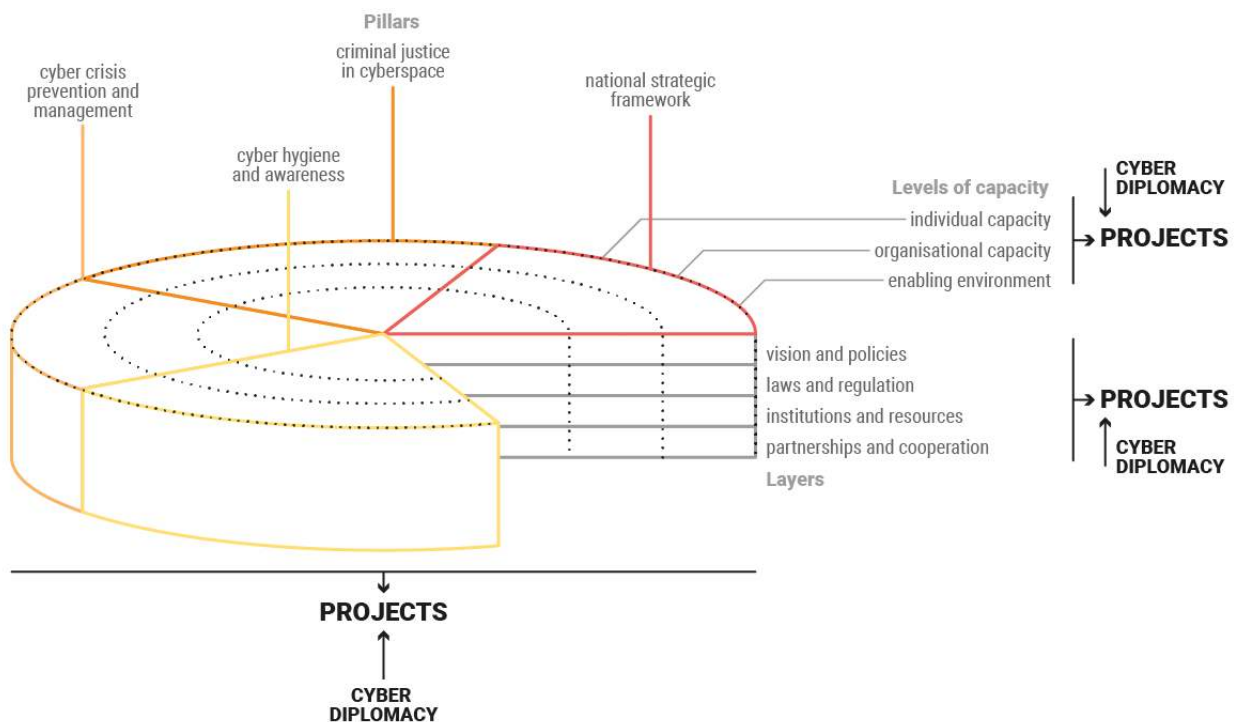 Pillars
criminal justice
in cyberspace
cyber crisis
prevention and
management
national strategic
framework
cyber hygiene
and awareness
Levels of capacity
individual capacity
organisational capacity
enabling environment
CYBER
DIPLOMACY
PROJECTS
vision and policies
laws and regulation
institutions and resources
partnerships and cooperation
Layers
PROJECTS
CYBER
DIPLOMACY
PROJECTS
CYBER
DIPLOMACY